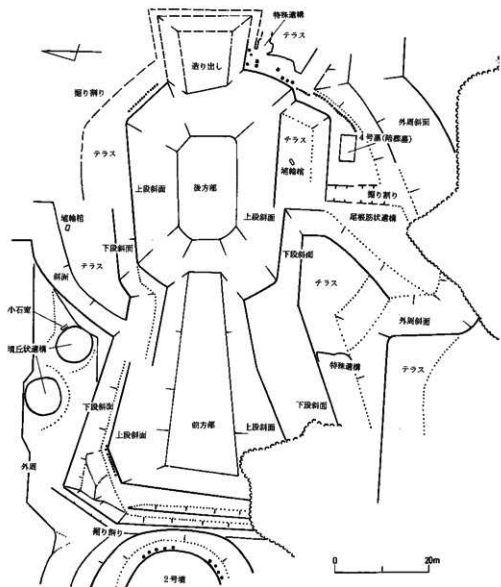 特殊遺構
テラス
造り出し
掘り割り
外周斜面
4号墓(陪葬墓)
テラス
テラス
上段斜面
後方部
埴輪棺
上段斜面
掘り割り
尾根筋状遺構
埴輪棺
下段斜面
下段斜面
斜面
テラス
テラス
小石室
墳丘状遺構
外周斜面
テラス
特殊遺構
下段斜面
上段斜面
前方部
上段斜面
下段斜面
外周
掘り割り
2号墳
0
20m